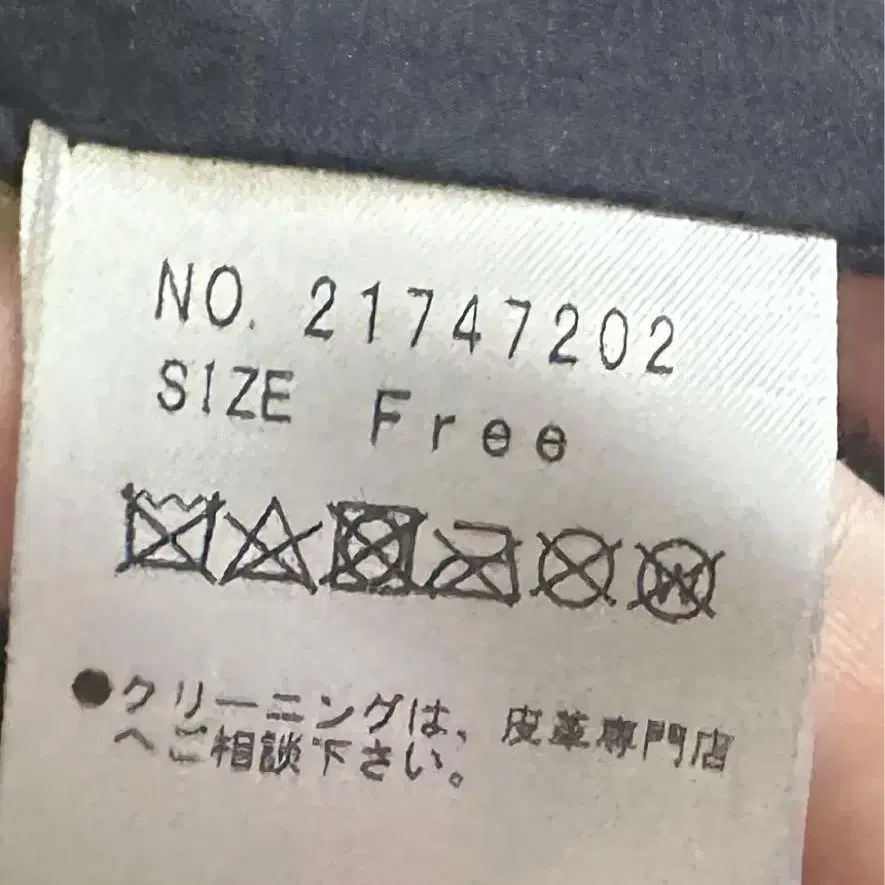 NO. 21747202
SIZE Free
W
●クリーニングは、皮革専門店
へご相談下さい。